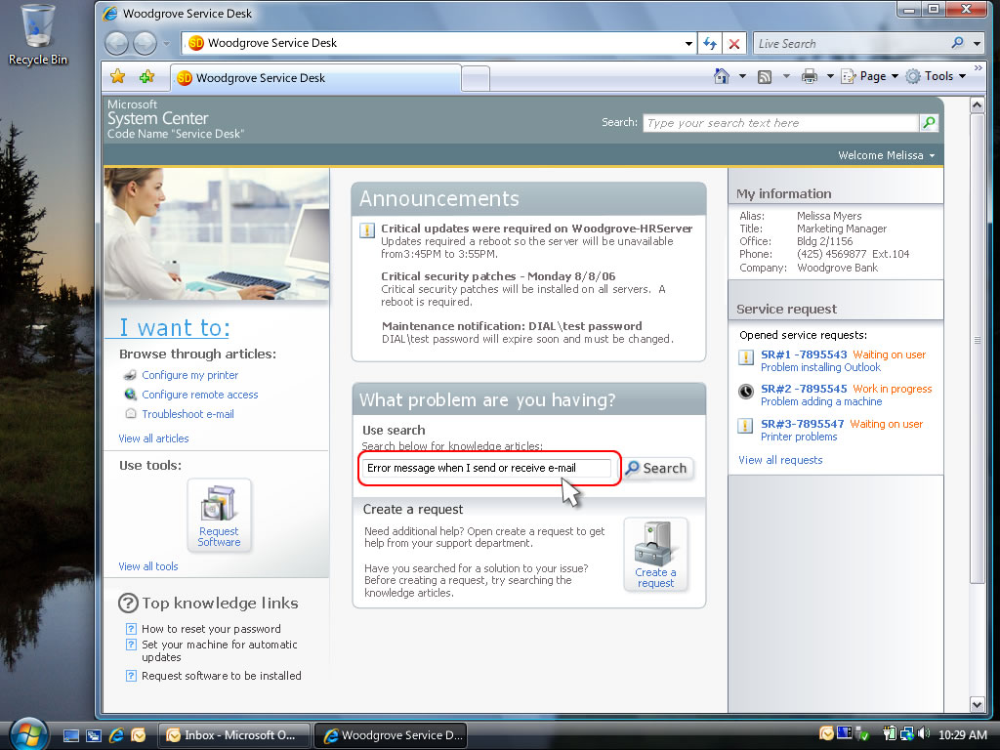 Recycle Bin
Woodgrove Service Desk
Woodgrove Service Desk
Live Search
Woodgrove Service Desk
Page
Tools
Microsoft
System Center
Code Name "Service Desk"
Search:
Type your search text here
Welcome Melissa
I want to:
Browse through articles:
Configure my printer
Configure remote access
Troubleshoot e-mail
View all articles
Use tools:
Request
Software
View all tools
Top knowledge links
How to reset your password
Set your machine for automatic
updates
Request software to be installed
Announcements
Critical updates were required on Woodgrove-HRServer
Updates required a reboot so the server will be unavailable
from3:45PM to 3:55PM.
Critical security patches - Monday 8/8/06
Critical security patches will be installed on all servers. A
reboot is required.
Maintenance notification: DIAL\test password
DIAL\test password will expire soon and must be changed.
What problem are you having?
Use search
Search below for knowledge articles:
Error message when I send or receive e-mail
Search
Create a request
Need additional help? Open create a request to get
help from your support department.
Have you searched for a solution to your issue?
Before creating a request, try searching the
knowledge articles.
Create a
request
My information
Alias: Melissa Myers
Title: Marketing Manager
Office: Bldg 2/1156
Phone: (425) 4569877 Ext.104
Company: Woodgrove Bank
Service request
Opened service requests:
SR#1 -7895543 Waiting on user
Problem installing Outlook
SR#2 -7895545 Work in progress
Problem adding a machine
SR#3-7895547 Waiting on user
Printer problems
View all requests
Inbox - Microsoft O...
Woodgrove Service D...
10:29 AM